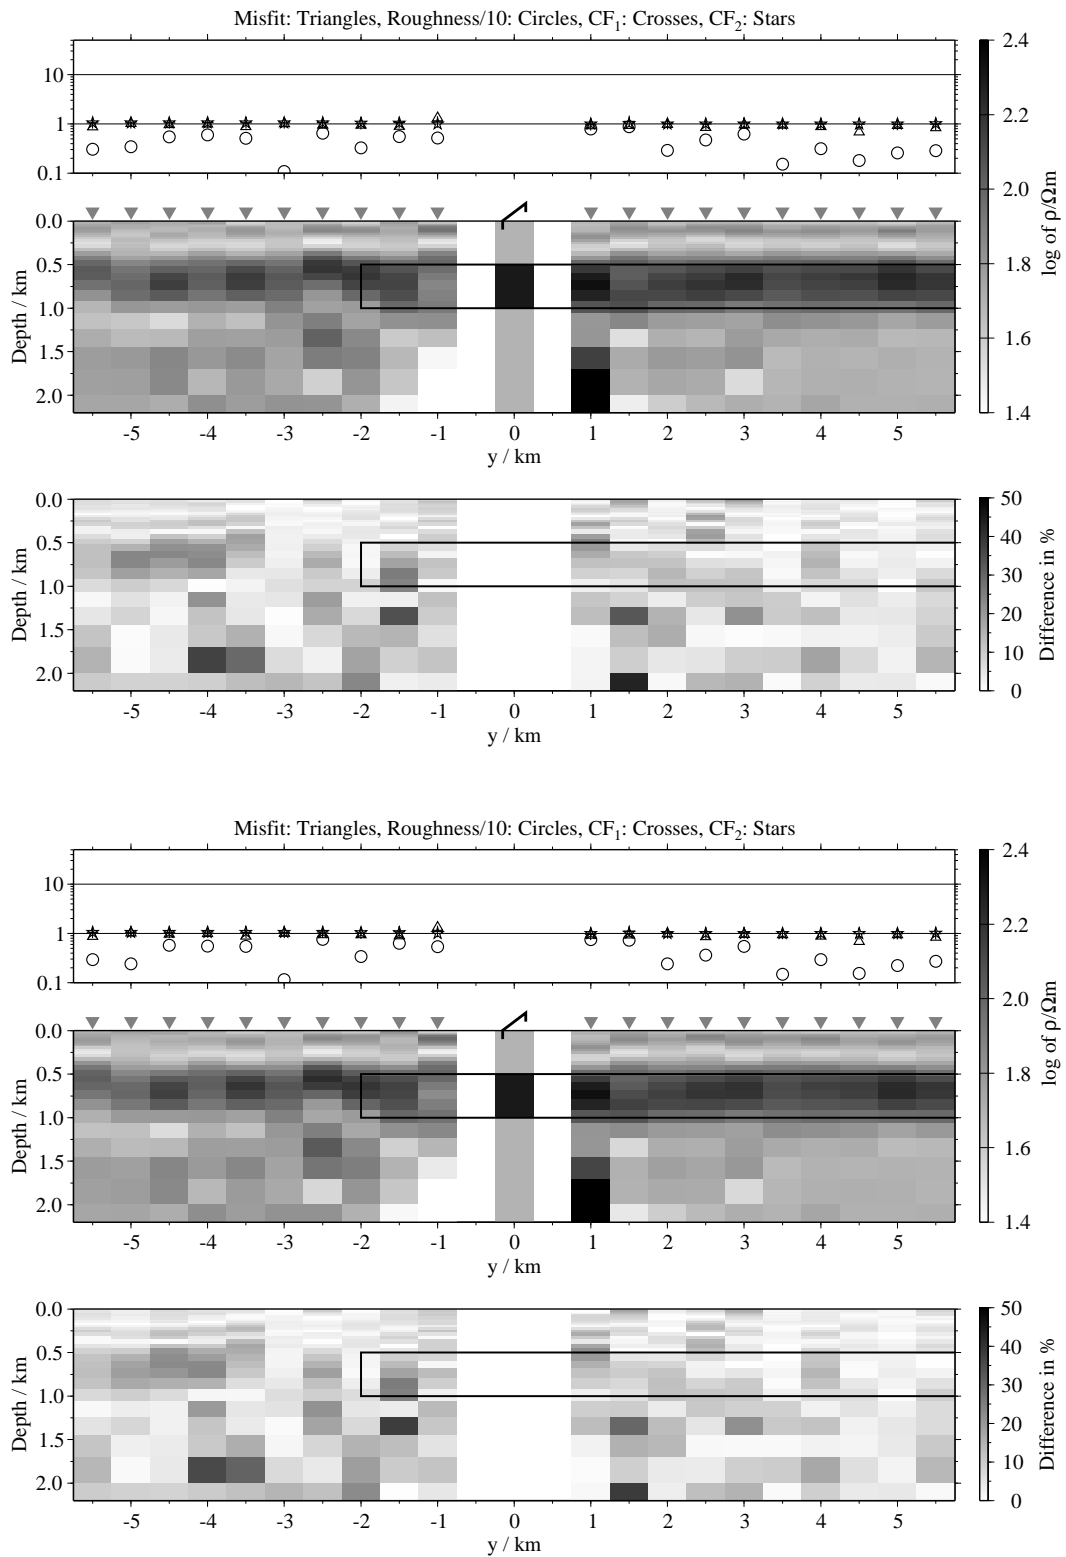 Misfit: Triangles, Roughness/10: Circles, CF₁: Crosses, CF₂: Stars
10
1
0.1
2.4
2.2
2.0
1.8
1.6
1.4
log of ρ/Ωm
0.0
0.5
1.0
1.5
2.0
Depth / km
-5 -4 -3 -2 -1 0 1 2 3 4 5
y / km
0.0
0.5
1.0
1.5
2.0
Depth / km
50
40
30
20
10
0
Difference in %
-5 -4 -3 -2 -1 0 1 2 3 4 5
y / km
Misfit: Triangles, Roughness/10: Circles, CF₁: Crosses, CF₂: Stars
10
1
0.1
2.4
2.2
2.0
1.8
1.6
1.4
log of ρ/Ωm
0.0
0.5
1.0
1.5
2.0
Depth / km
-5 -4 -3 -2 -1 0 1 2 3 4 5
y / km
0.0
0.5
1.0
1.5
2.0
Depth / km
50
40
30
20
10
0
Difference in %
-5 -4 -3 -2 -1 0 1 2 3 4 5
y / km